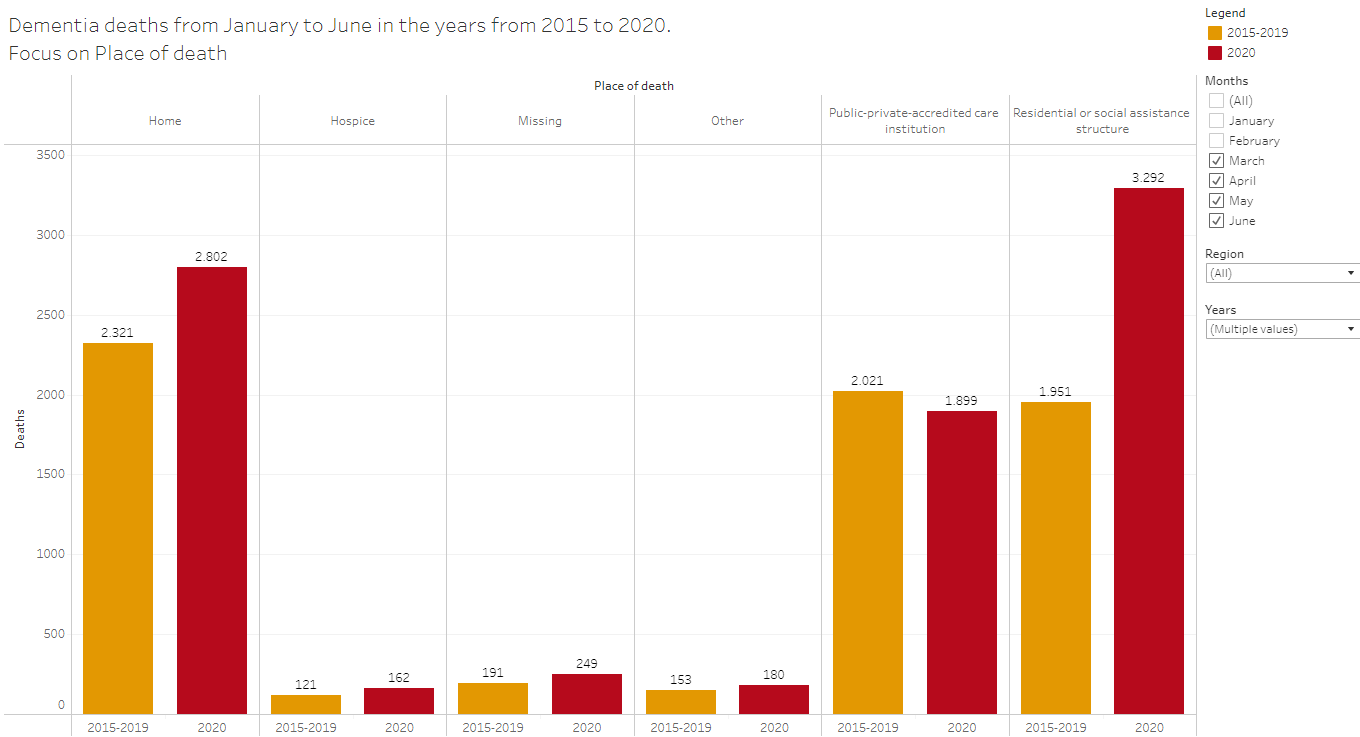 Dementia deaths from January to June in the years from 2015 to 2020.
Focus on Place of death
Legend
2015-2019
2020
Months
(All)
January
February
March
April
May
June
Region
(All)
Years
(Multiple values)
Place of death
Home
Hospice
Missing
Other
Public-private-accredited care
institution
Residential or social assistance
structure
Deaths
3500
3000
2500
2000
1500
1000
500
0
2.321
2.802
121
162
191
249
153
180
2.021
1.899
1.951
3.292
2015-2019
2020
2015-2019
2020
2015-2019
2020
2015-2019
2020
2015-2019
2020
2015-2019
2020